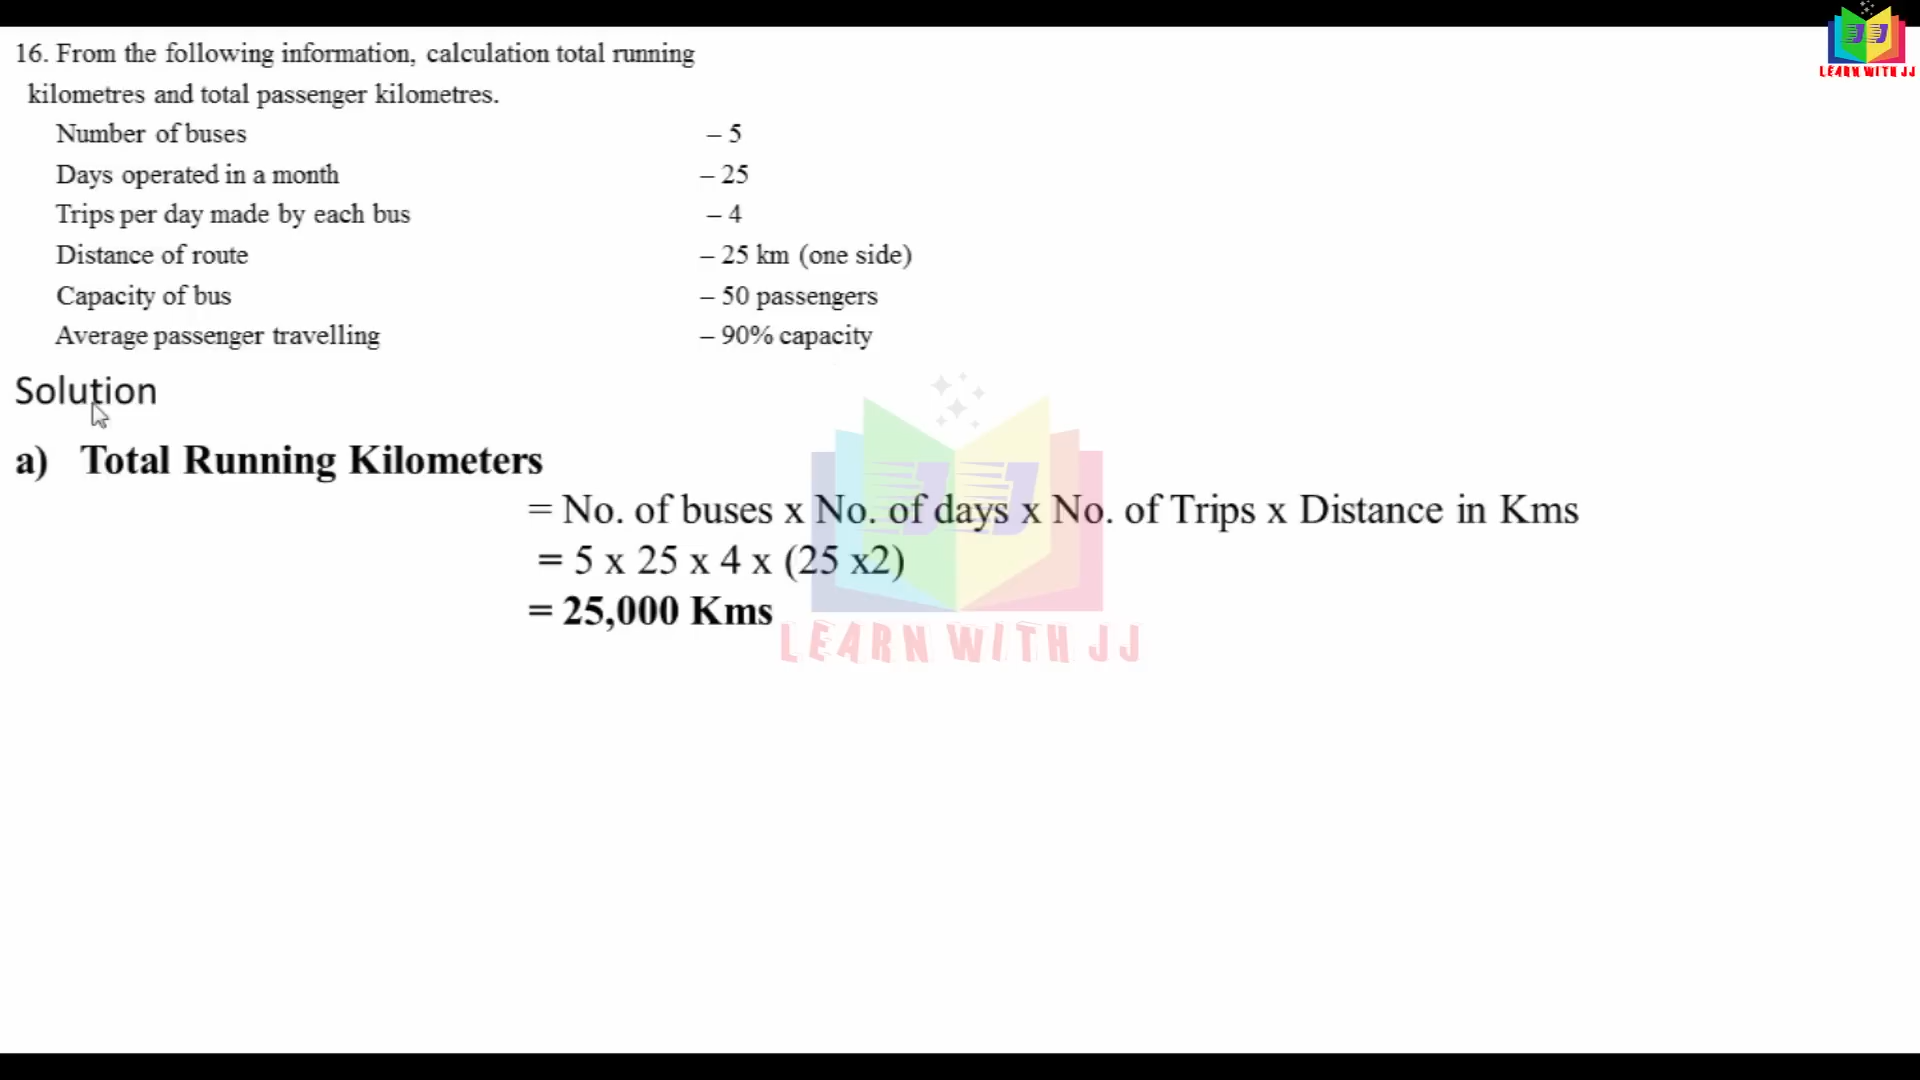 LEARN WITH JJ
16. From the following information, calculation total running
kilometres and total passenger kilometres.
Number of buses – 5
Days operated in a month – 25
Trips per day made by each bus – 4
Distance of route – 25 km (one side)
Capacity of bus – 50 passengers
Average passenger travelling – 90% capacity
Solution
a) Total Running Kilometers
= No. of buses x No. of days x No. of Trips x Distance in Kms
= 5 x 25 x 4 x (25 x2)
= 25,000 Kms
JJ
LEARN WITH JJ